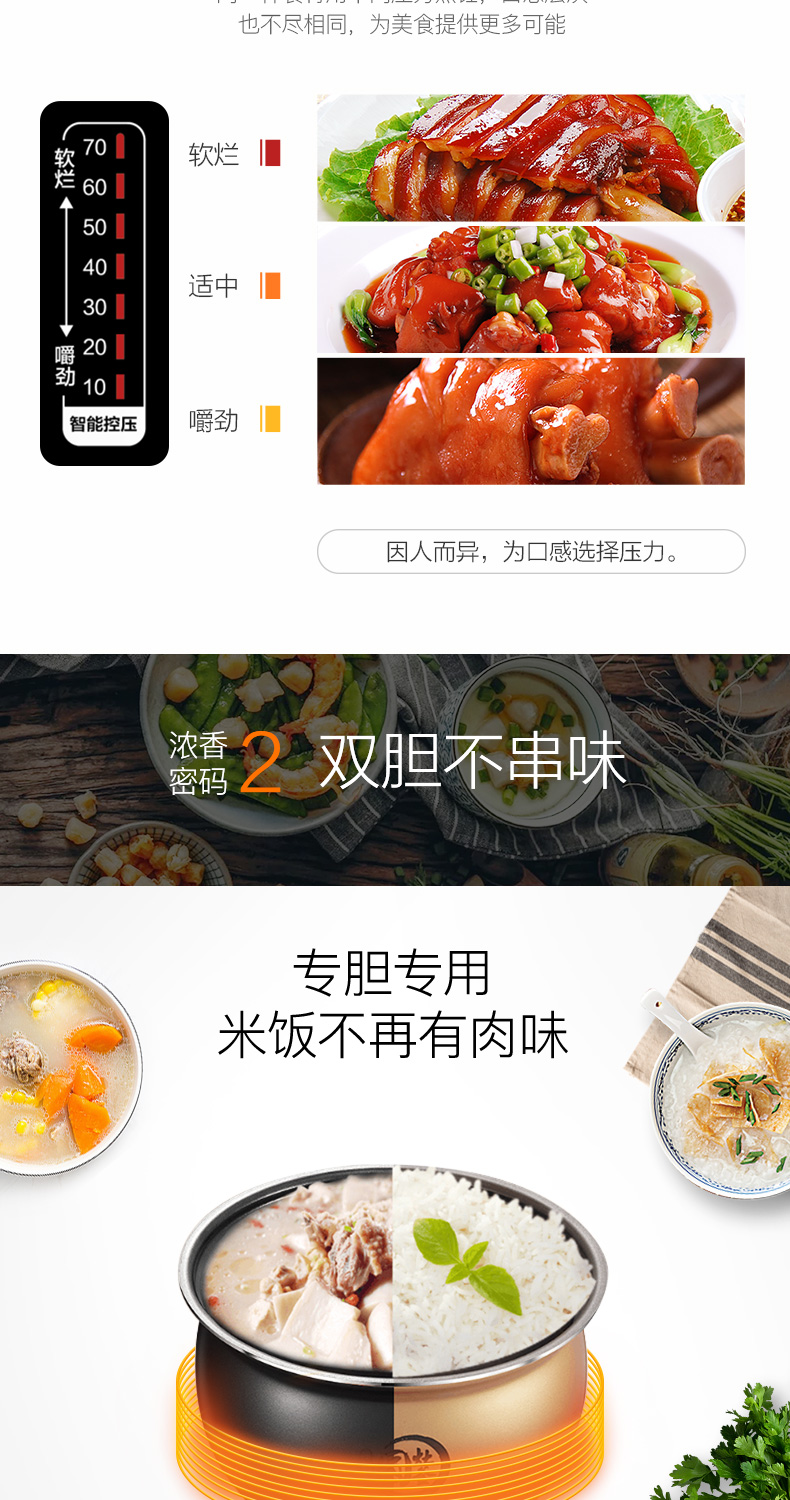 也不尽相同，为美食提供更多可能
软烂
70
60
50
40
30
20
10
嚼劲
智能控压
软烂
适中
嚼劲
因人而异，为口感选择压力。
浓香
密码
2
双胆不串味
专胆专用
米饭不再有肉味